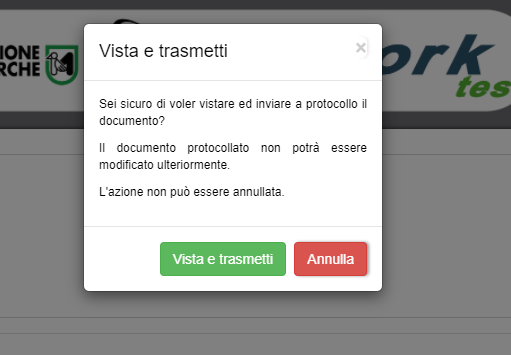 IONE
RCHE
ork
tes
Vista e trasmetti
×
Sei sicuro di voler vistare ed inviare a protocollo il
documento?
Il documento protocollato non potrà essere
modificato ulteriormente.
L'azione non può essere annullata.
Vista e trasmetti
Annulla